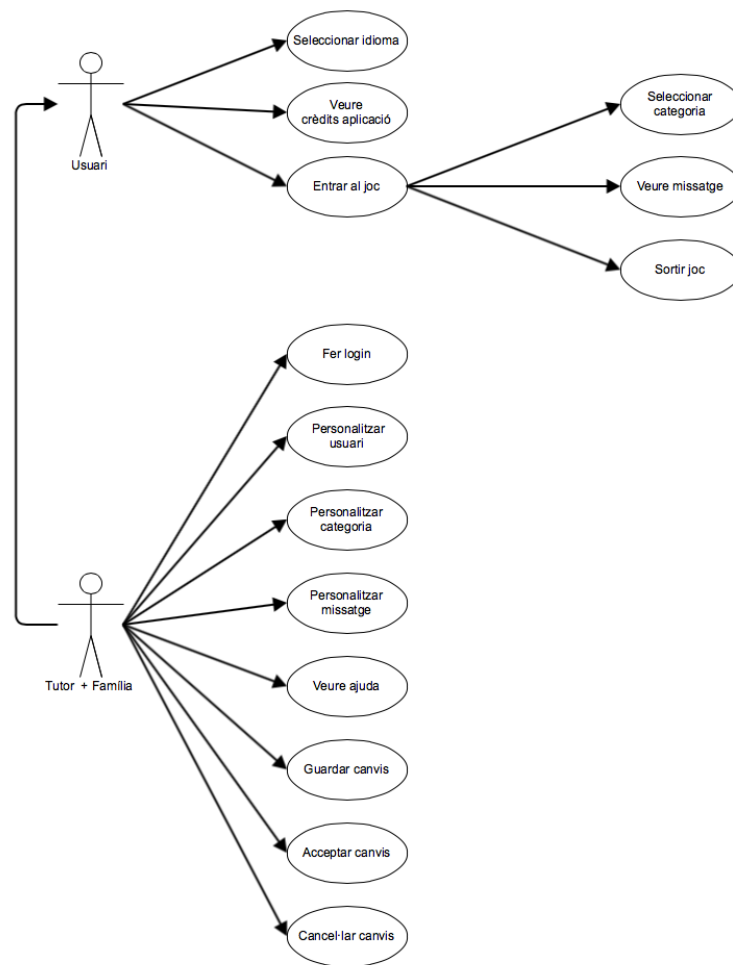 Seleccionar idioma
Veure
crèdits aplicació
Entrar al joc
Usuari
Seleccionar
categoria
Veure missatge
Sortir joc
Fer login
Personalitzar
usuari
Personalitzar
categoria
Personalitzar
missatge
Veure ajuda
Guardar canvis
Acceptar canvis
Cancel·lar canvis
Tutor + Família